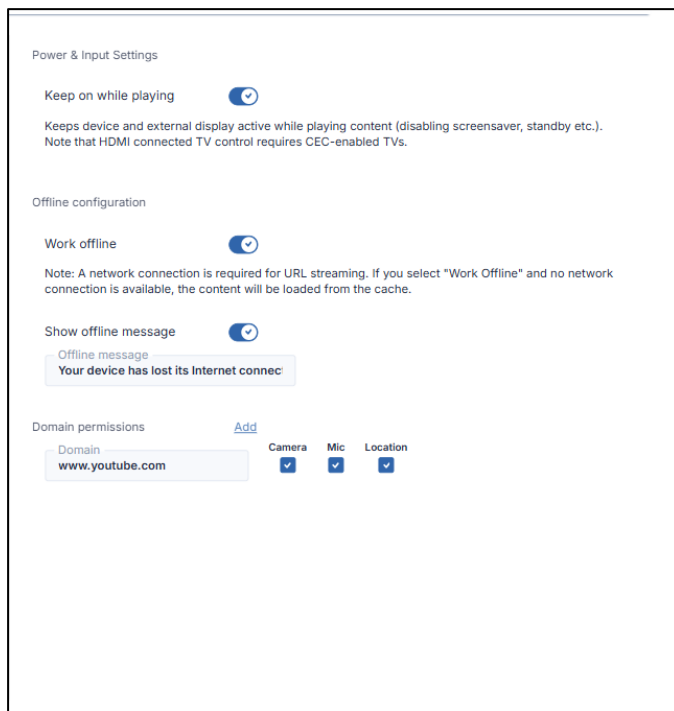 Power & Input Settings
Keep on while playing
Keeps device and external display active while playing content (disabling screensaver, standby etc.).
Note that HDMI connected TV control requires CEC-enabled TVs.
Offline configuration
Work offline
Note: A network connection is required for URL streaming. If you select "Work Offline" and no network
connection is available, the content will be loaded from the cache.
Show offline message
Offline message
Your device has lost its Internet connec
Domain permissions Add
Camera Mic Location
Domain
www.youtube.com